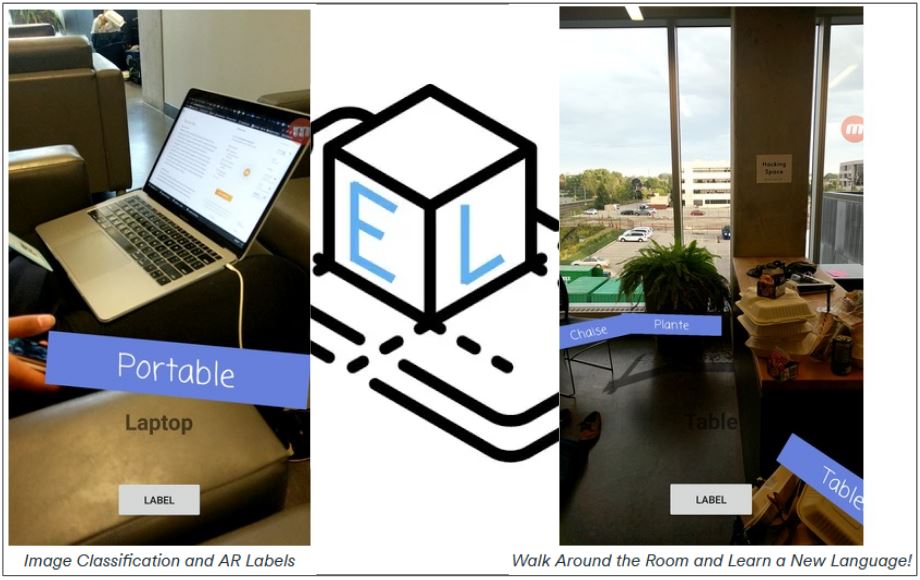 Portable
Laptop
LABEL
Image Classification and AR Labels
E L
Hacking
Space
Chaise
Plante
Table
Table
LABEL
Walk Around the Room and Learn a New Language!